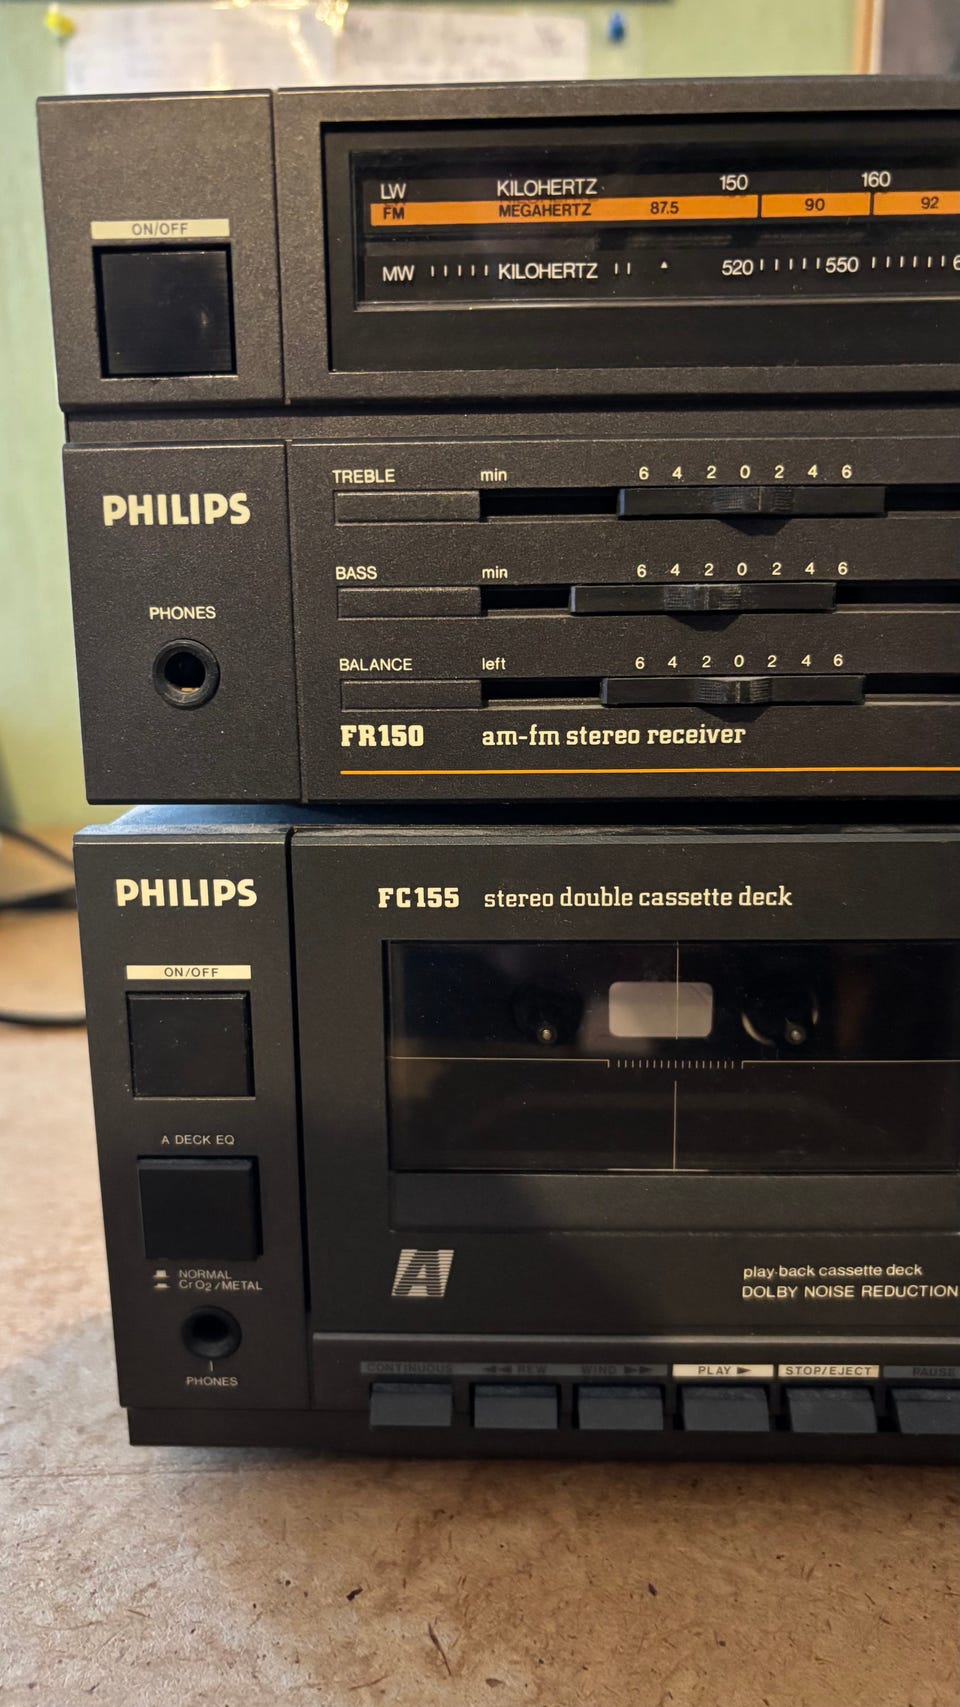 LW KILOHERTZ 150 160
FM MEGAHERTZ 87.5 90 92
MW KILOHERTZ 520 550
ON/OFF
PHILIPS
PHONES
TREBLE min 6 4 2 0 2 4 6
BASS min 6 4 2 0 2 4 6
BALANCE left 6 4 2 0 2 4 6
FR150 am-fm stereo receiver
PHILIPS
FC155 stereo double cassette deck
ON/OFF
A DECK EQ
NORMAL
CrO2/METAL
PHONES
A
play-back cassette deck
DOLBY NOISE REDUCTION
CONTINUOUS ◄◄ REW WIND ►► PLAY ► STOP/EJECT PAUSE